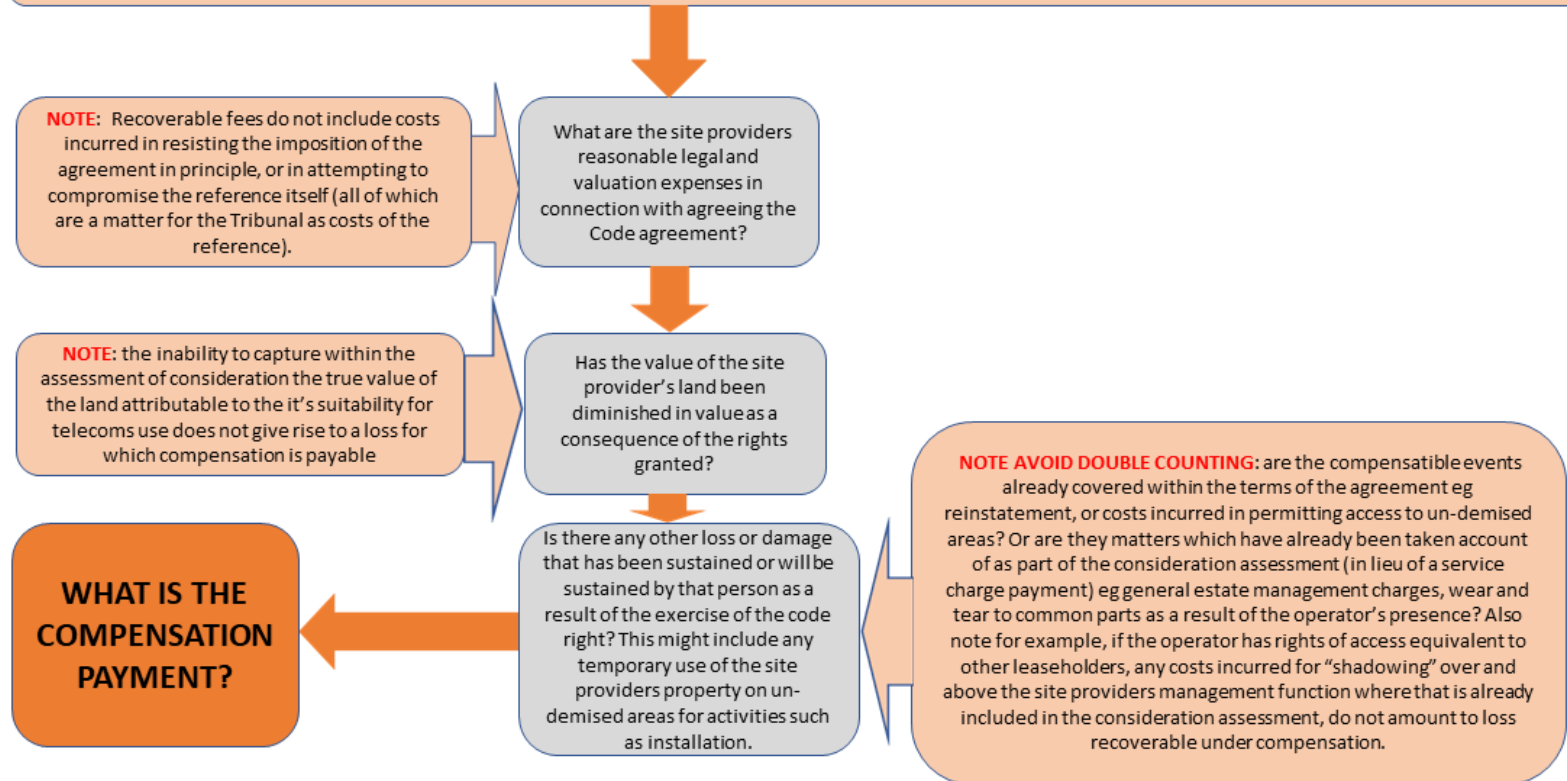 NOTE: Recoverable fees do not include costs
incurred in resisting the imposition of the
agreement in principle, or in attempting to
compromise the reference itself (all of which
are a matter for the Tribunal as costs of the
reference).
What are the site providers
reasonable legal and
valuation expenses in
connection with agreeing the
Code agreement?
NOTE: the inability to capture within the
assessment of consideration the true value of
the land attributable to the it's suitability for
telecoms use does not give rise to a loss for
which compensation is payable
Has the value of the site
provider's land been
diminished in value as a
consequence of the rights
granted?
NOTE AVOID DOUBLE COUNTING: are the compensatible events
already covered within the terms of the agreement eg
reinstatement, or costs incurred in permitting access to un-demised
areas? Or are they matters which have already been taken account
of as part of the consideration assessment (in lieu of a service
charge payment) eg general estate management charges, wear and
tear to common parts as a result of the operator's presence? Also
note for example, if the operator has rights of access equivalent to
other leaseholders, any costs incurred for "shadowing" over and
above the site providers management function where that is already
included in the consideration assessment, do not amount to loss
recoverable under compensation.
Is there any other loss or damage
that has been sustained or will be
sustained by that person as a
result of the exercise of the code
right? This might include any
temporary use of the site
providers property on un-
demised areas for activities such
as installation.
WHAT IS THE
COMPENSATION
PAYMENT?